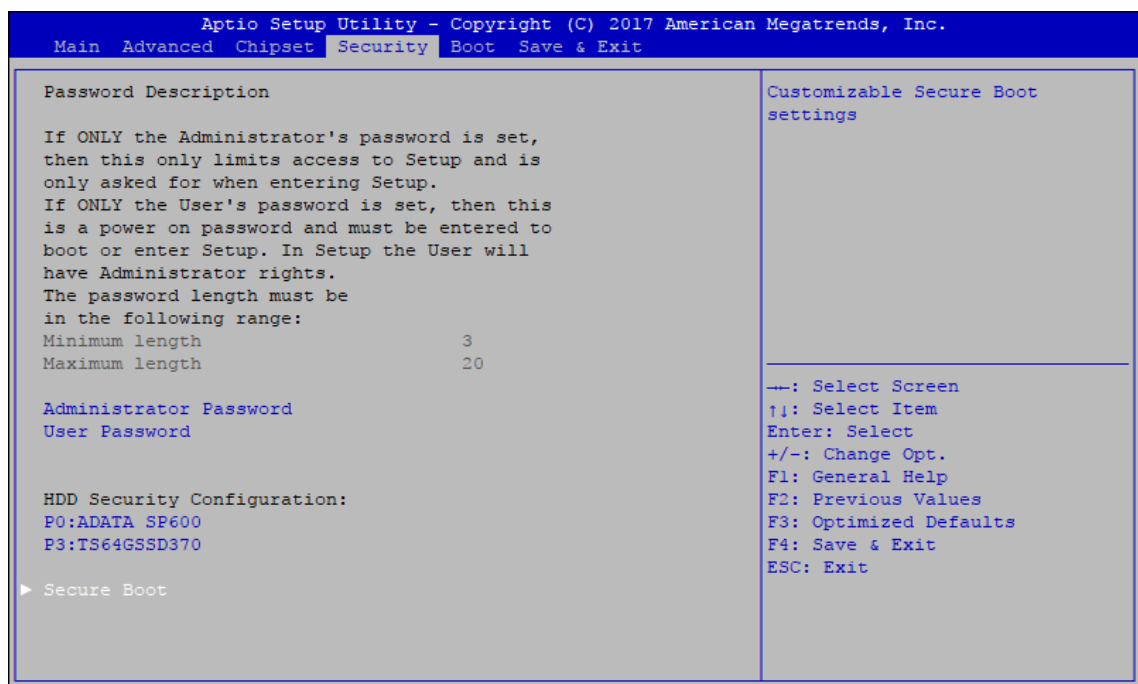 Aptio Setup Utility - Copyright (C) 2017 American Megatrends, Inc.
Main Advanced Chipset Security Boot Save & Exit
Password Description
If ONLY the Administrator's password is set,
then this only limits access to Setup and is
only asked for when entering Setup.
If ONLY the User's password is set, then this
is a power on password and must be entered to
boot or enter Setup. In Setup the User will
have Administrator rights.
The password length must be
in the following range:
Minimum length 3
Maximum length 20
Administrator Password
User Password
HDD Security Configuration:
P0:ADATA SP600
P3:TS64GSSD370
► Secure Boot
Customizable Secure Boot
settings
→←: Select Screen
↑↓: Select Item
Enter: Select
+/-: Change Opt.
F1: General Help
F2: Previous Values
F3: Optimized Defaults
F4: Save & Exit
ESC: Exit